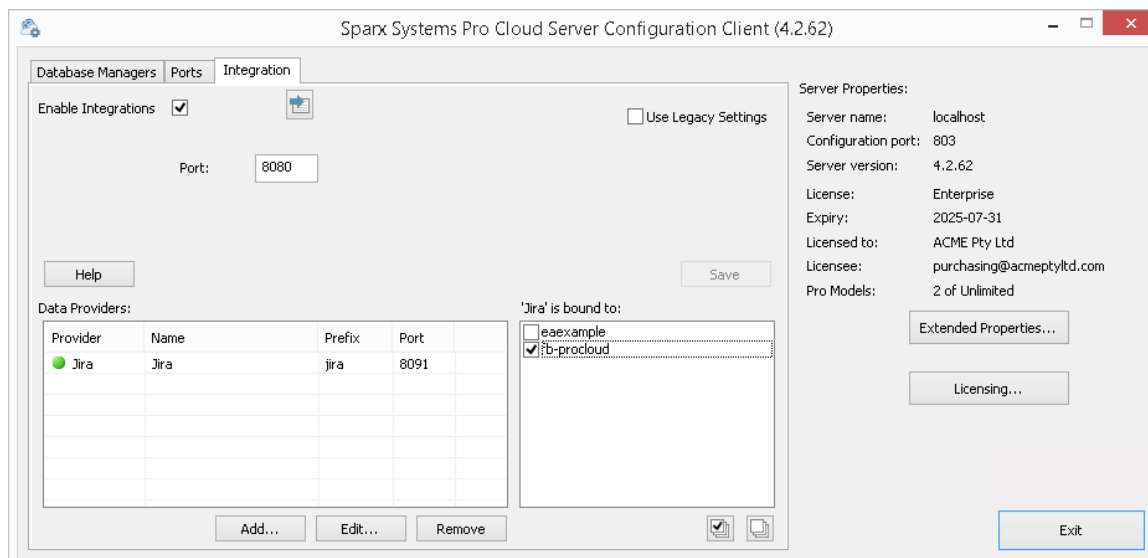 Sparx Systems Pro Cloud Server Configuration Client (4.2.62)
Database Managers Ports Integration
Enable Integrations
Use Legacy Settings
Port: 8080
Help
Save
Data Providers:
Provider Name Prefix Port
Jira Jira jira 8091
Add... Edit... Remove
'Jira' is bound to:
eaexample
fb-procloud
Server Properties:
Server name: localhost
Configuration port: 803
Server version: 4.2.62
License: Enterprise
Expiry: 2025-07-31
Licensed to: ACME Pty Ltd
Licensee: purchasing@acmeptyltd.com
Pro Models: 2 of Unlimited
Extended Properties...
Licensing...
Exit